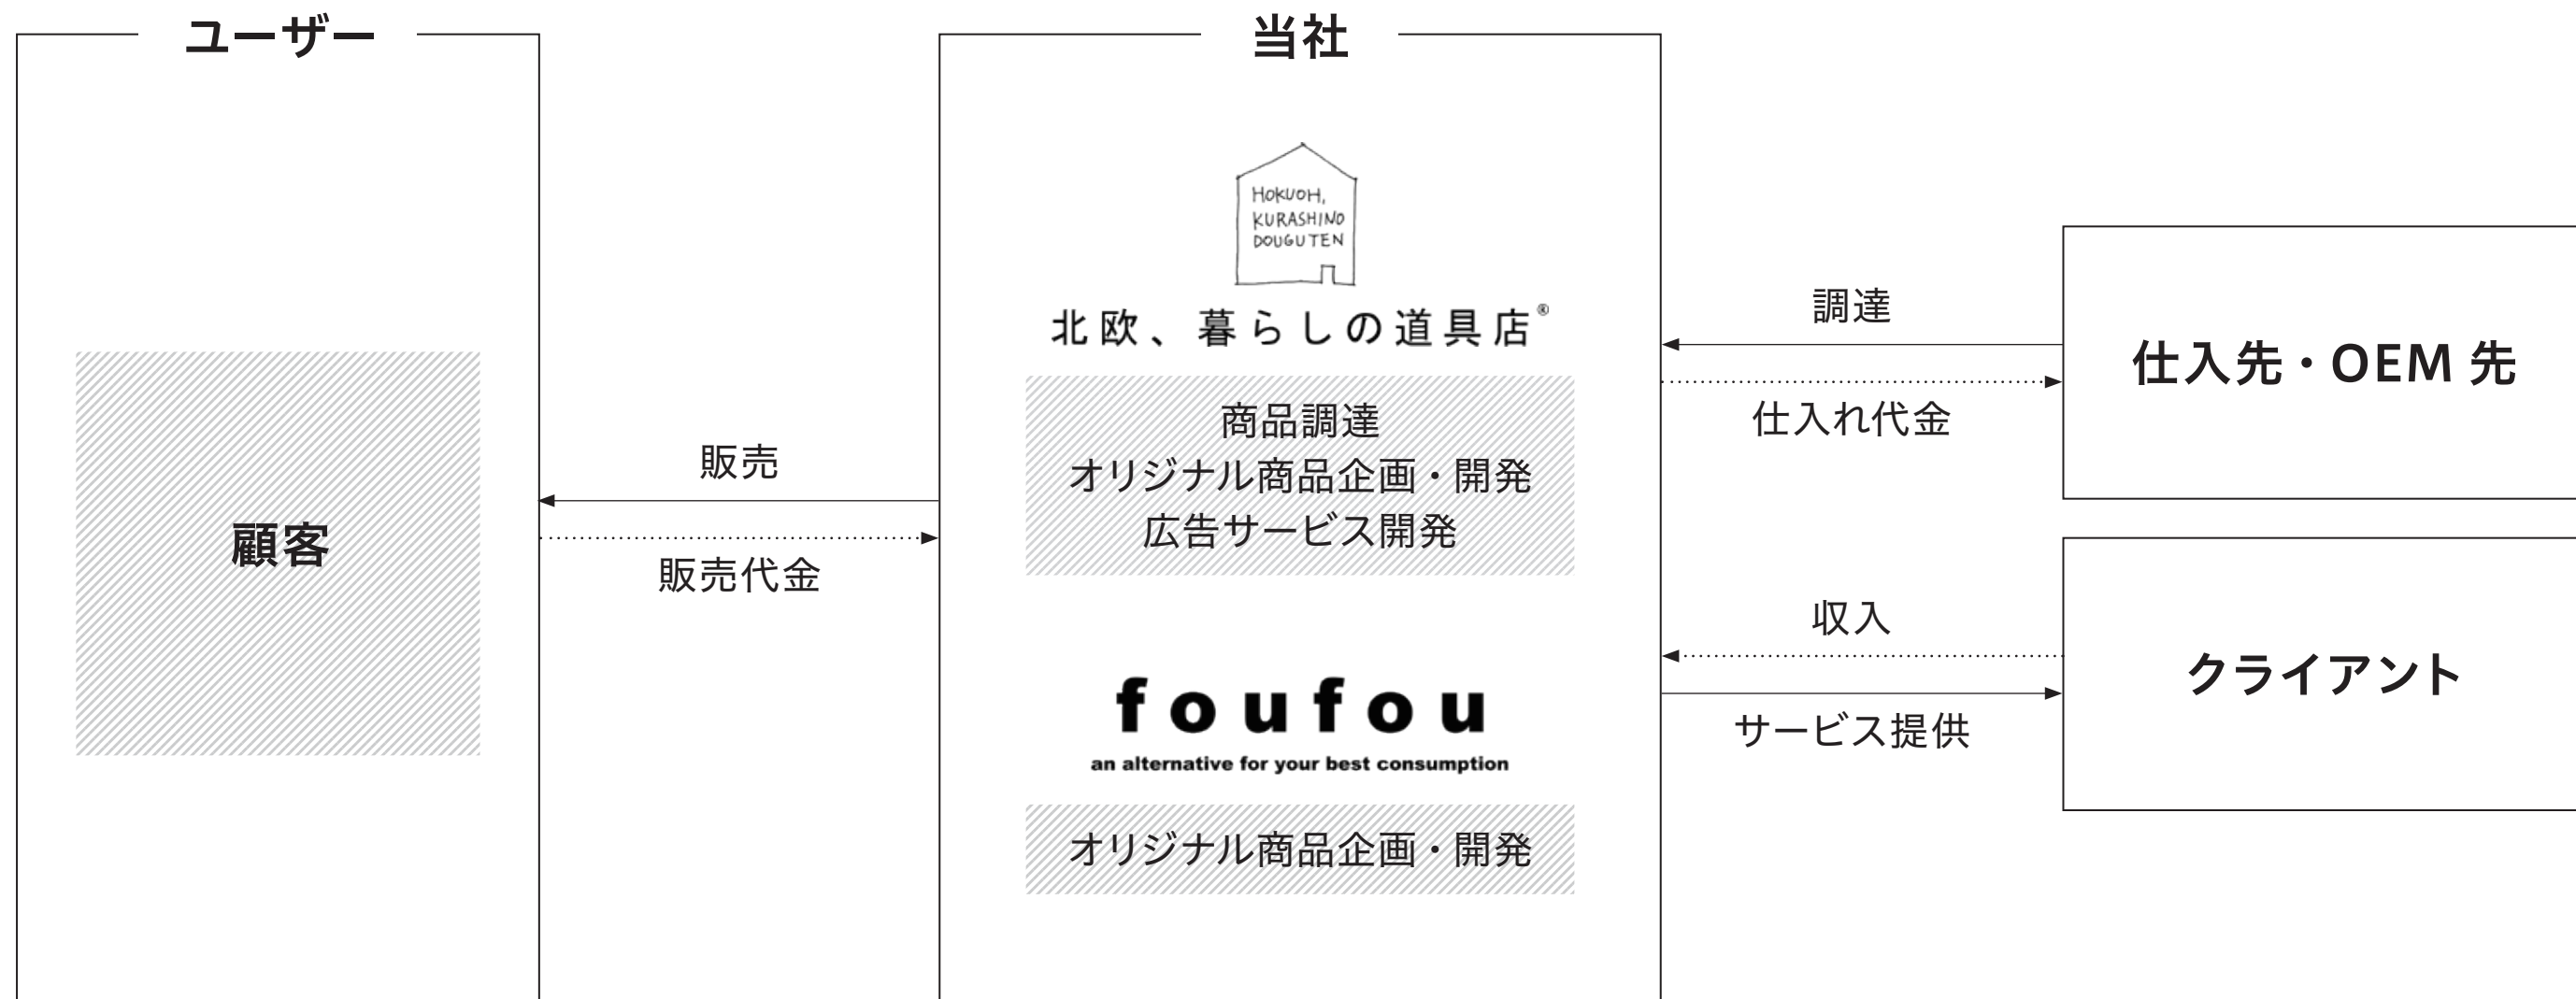 ユーザー
顧客
販売
販売代金
当社
HOKUOH,
KURASHINO
DOUGUTEN
北欧、暮らしの道具店®
商品調達
オリジナル商品企画・開発
広告サービス開発
foufou
an alternative for your best consumption
オリジナル商品企画・開発
調達
仕入れ代金
仕入先・OEM 先
収入
サービス提供
クライアント